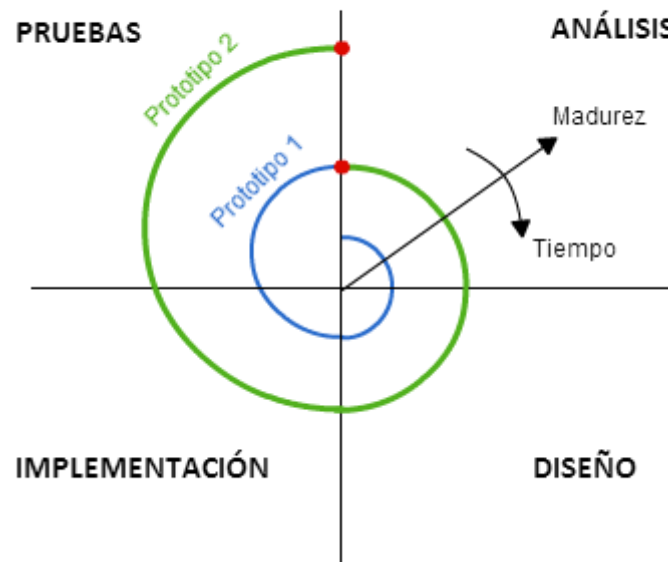 PRUEBAS
ANÁLISIS
Prototipo 2
Madurez
Prototipo 1
Tiempo
IMPLEMENTACIÓN
DISEÑO